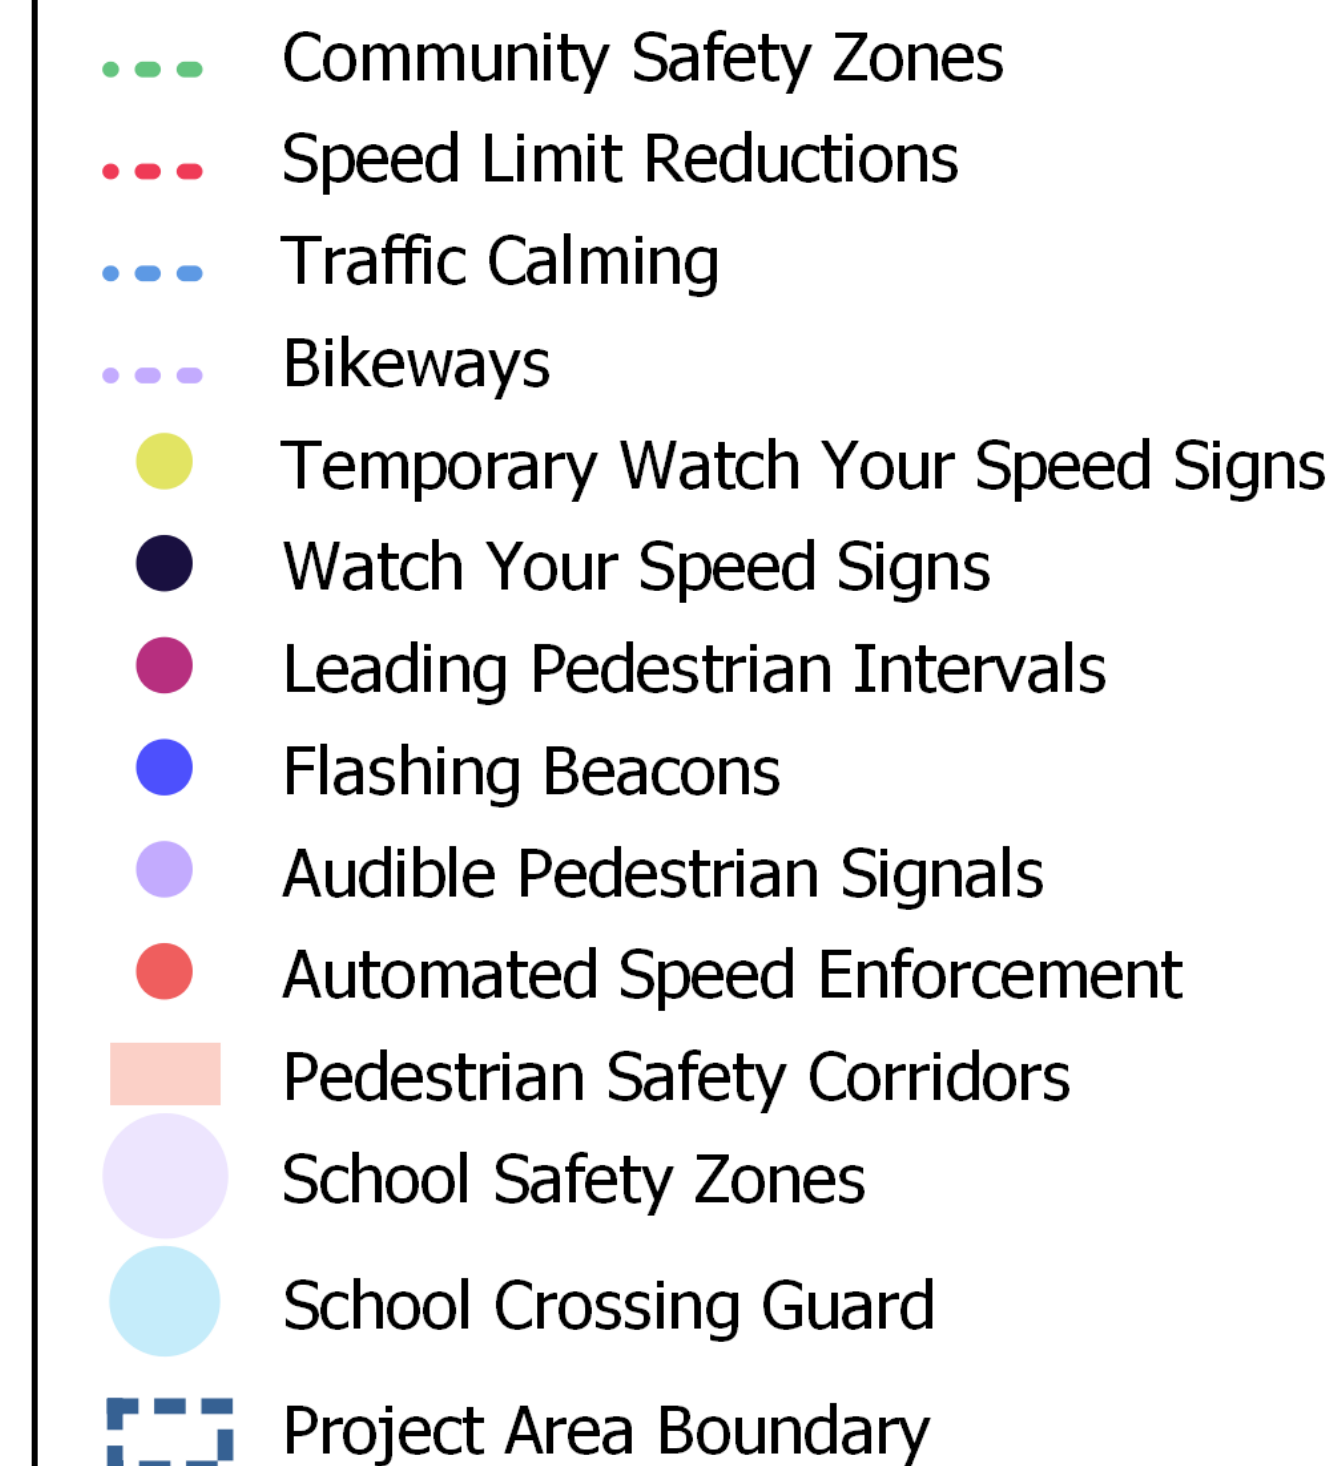 Community Safety Zones
Speed Limit Reductions
Traffic Calming
Bikeways
Temporary Watch Your Speed Signs
Watch Your Speed Signs
Leading Pedestrian Intervals
Flashing Beacons
Audible Pedestrian Signals
Automated Speed Enforcement
Pedestrian Safety Corridors
School Safety Zones
School Crossing Guard
Project Area Boundary